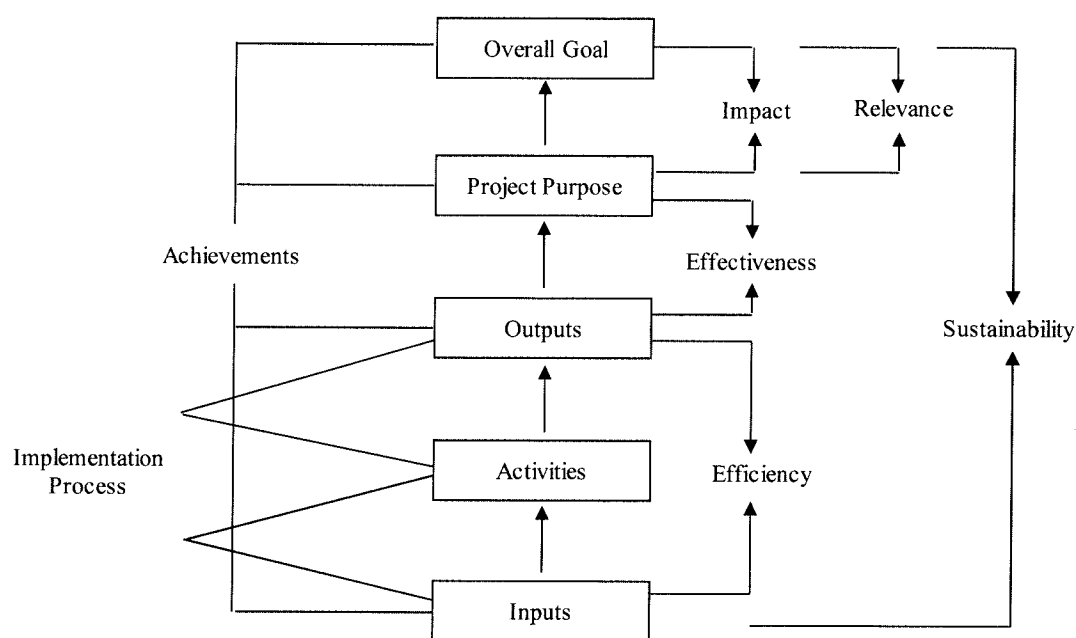 Overall Goal
Impact
Relevance
Project Purpose
Achievements
Effectiveness
Outputs
Sustainability
Implementation
Process
Activities
Efficiency
Inputs